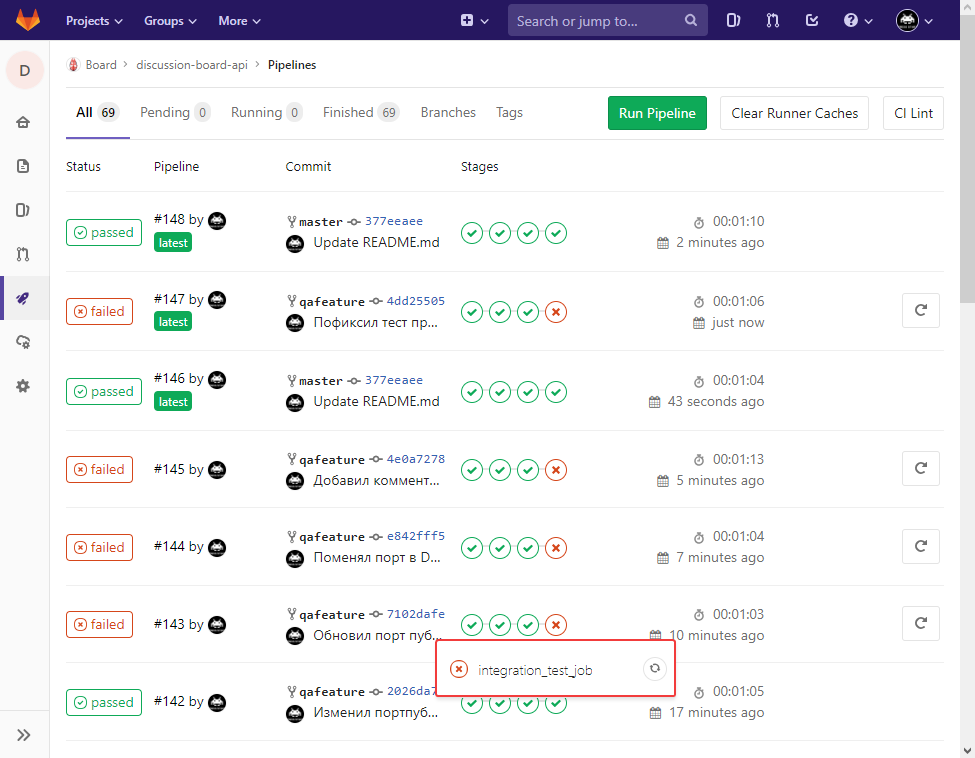 Projects Groups More Search or jump to...
D Board discussion-board-api Pipelines
All 69 Pending 0 Running 0 Finished 69 Branches Tags Run Pipeline Clear Runner Caches CI Lint
Status Pipeline Commit Stages
passed #148 by latest master 377eeaee 00:01:10
Update README.md 2 minutes ago
failed #147 by latest qafeature 4dd25505 00:01:06
Пофиксил тест пр... just now
passed #146 by latest master 377eeaee 00:01:04
Update README.md 43 seconds ago
failed #145 by qafeature 4e0a7278 00:01:13
Добавил коммент... 5 minutes ago
failed #144 by qafeature e842fff5 00:01:04
Поменял порт в D... 7 minutes ago
failed #143 by qafeature 7102dafe 00:01:03
Обновил порт пуб... 10 minutes ago
integration_test_job
passed #142 by qafeature 2026da7 00:01:05
Изменил портпуб... 17 minutes ago